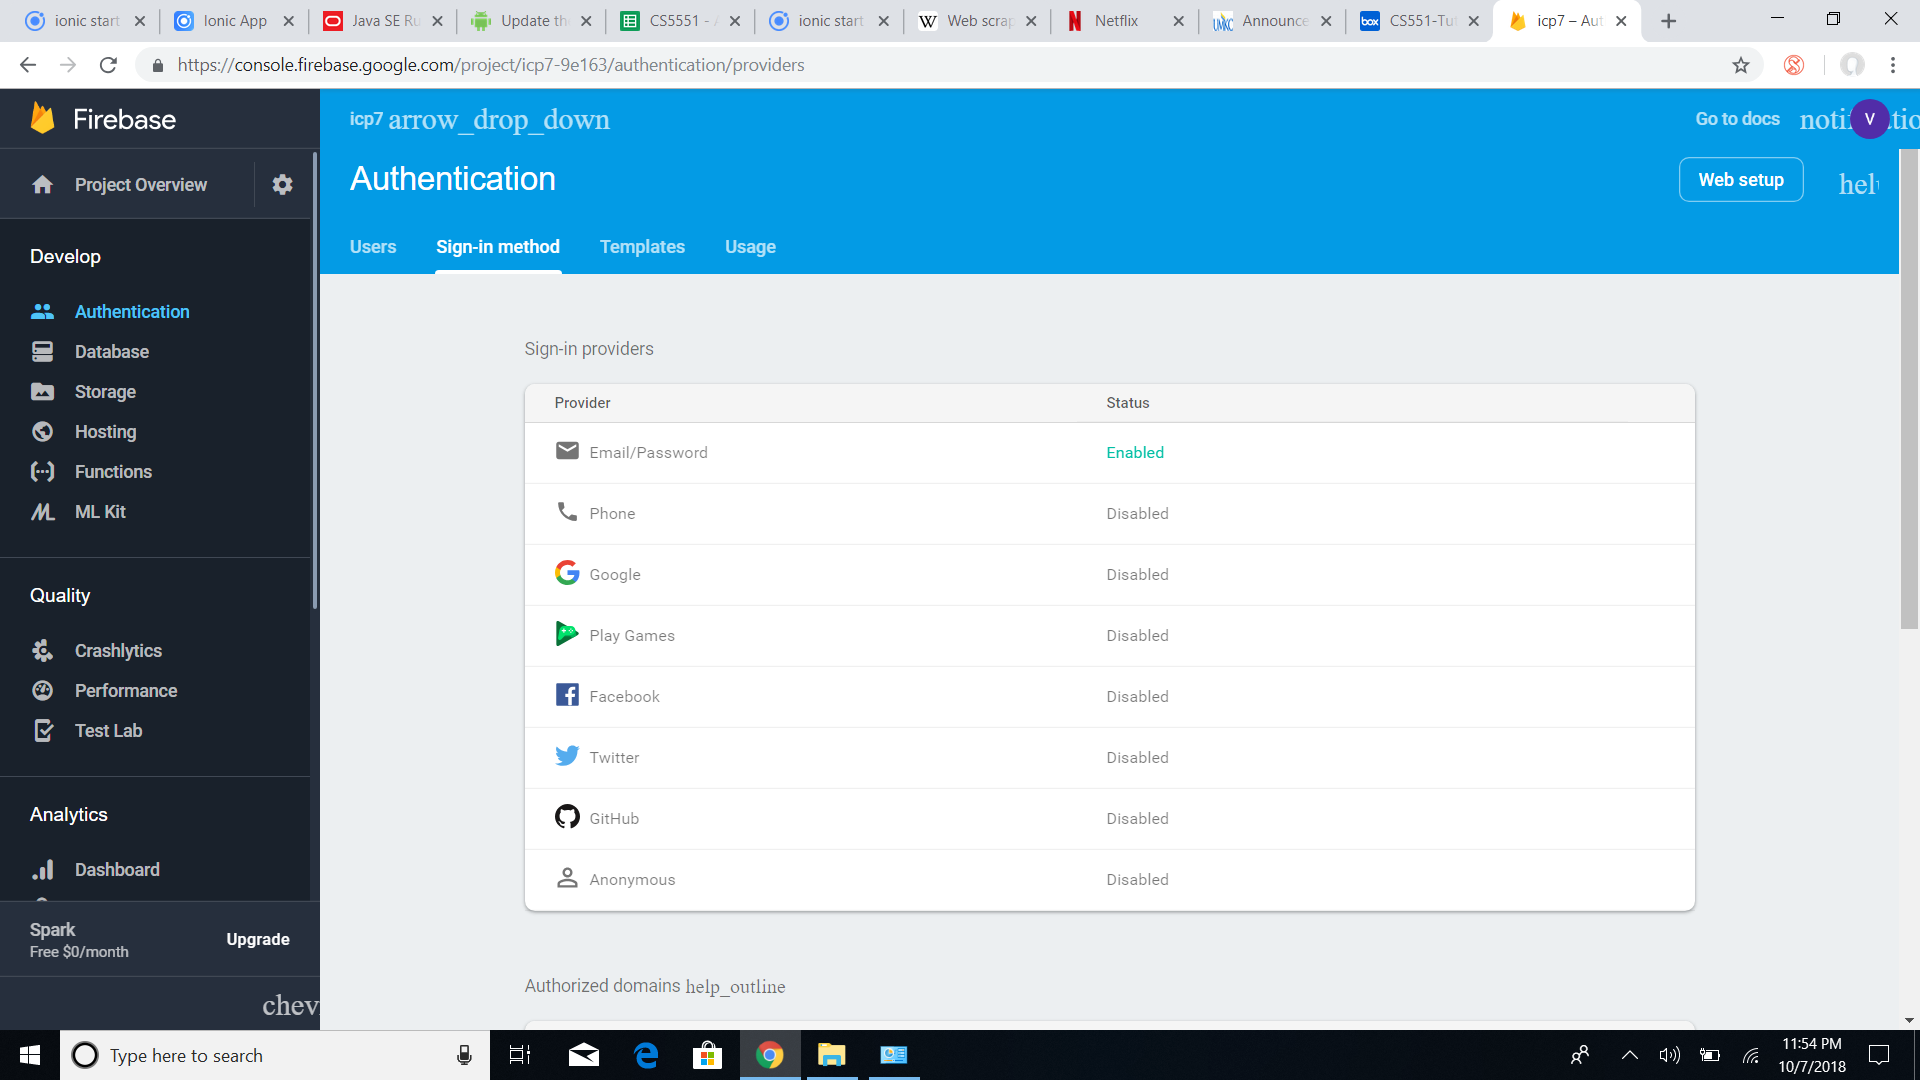 ionic start
Ionic App
Java SE Ru
Update the
CS5551 - A
ionic start
Web scrap
Netflix
Announce
CS551-Tut
icp7 – Aut
https://console.firebase.google.com/project/icp7-9e163/authentication/providers
Firebase
icp7 arrow_drop_down
Go to docs
V
Project Overview
Authentication
Web setup
Users
Sign-in method
Templates
Usage
Develop
Authentication
Database
Storage
Hosting
Functions
ML Kit
Quality
Crashlytics
Performance
Test Lab
Analytics
Dashboard
Spark
Free $0/month
Upgrade
chev
Sign-in providers
Provider Status
Email/Password Enabled
Phone Disabled
Google Disabled
Play Games Disabled
Facebook Disabled
Twitter Disabled
GitHub Disabled
Anonymous Disabled
Authorized domains help_outline
Type here to search
11:54 PM
10/7/2018